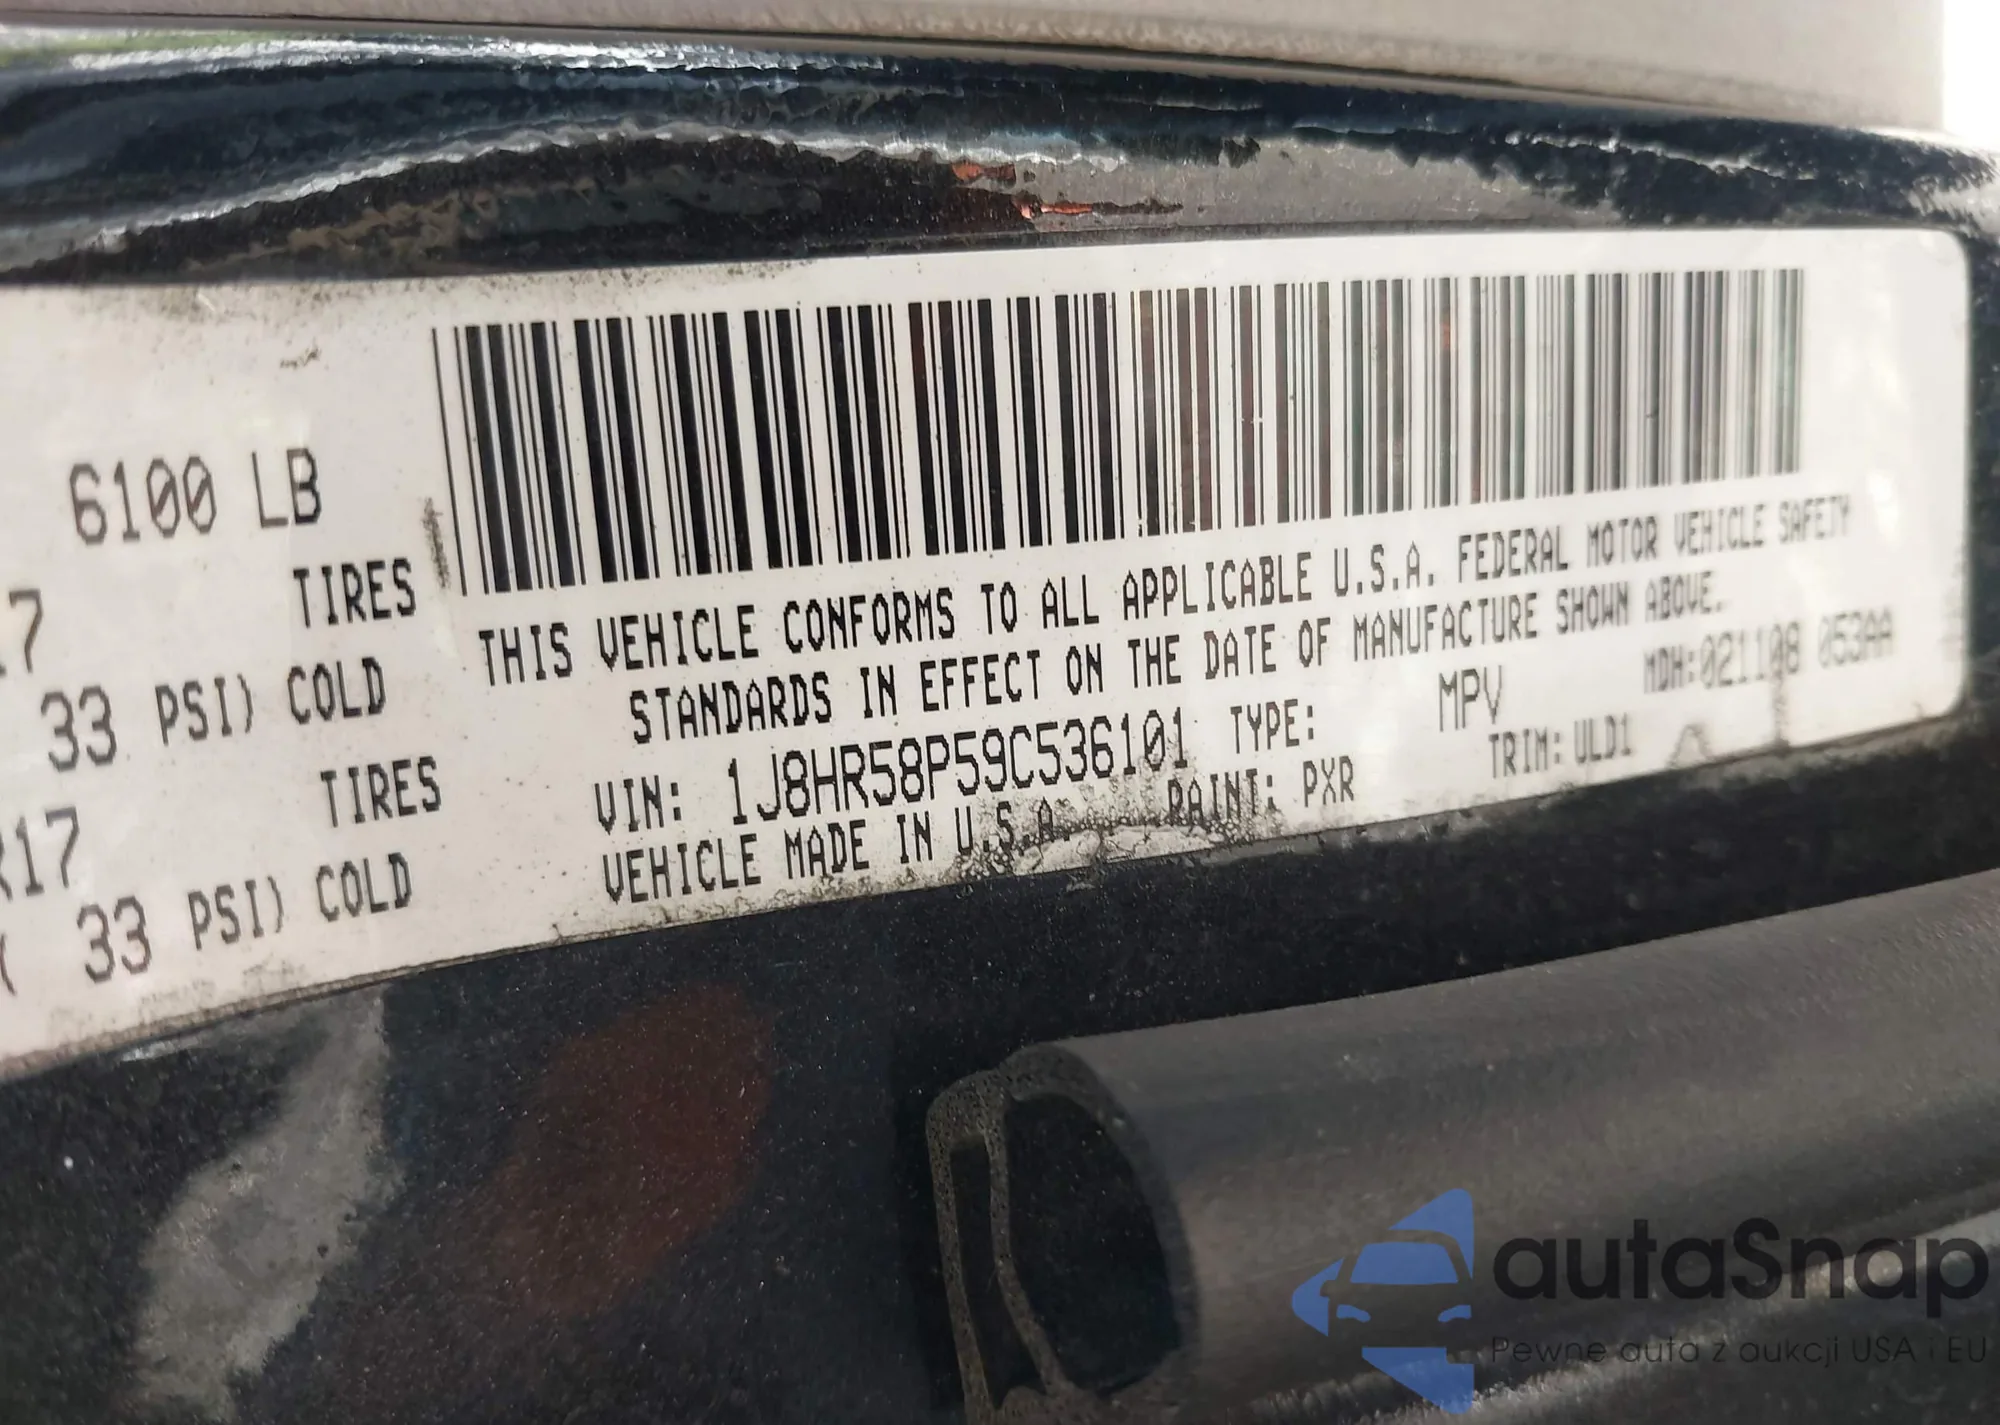 6100 LB
17
TIRES
33 PSI) COLD
TIRES
R17
( 33 PSI) COLD
THIS VEHICLE CONFORMS TO ALL APPLICABLE U.S.A. FEDERAL MOTOR VEHICLE SAFETY
STANDARDS IN EFFECT ON THE DATE OF MANUFACTURE SHOWN ABOVE.
MDH:021108 053AA
VIN: 1J8HR58P59C536101 TYPE: MPV
VEHICLE MADE IN U.S.A. PAINT: PXR TRIM: ULD1
autaSnap
Pewne auta z aukcji USA i EU